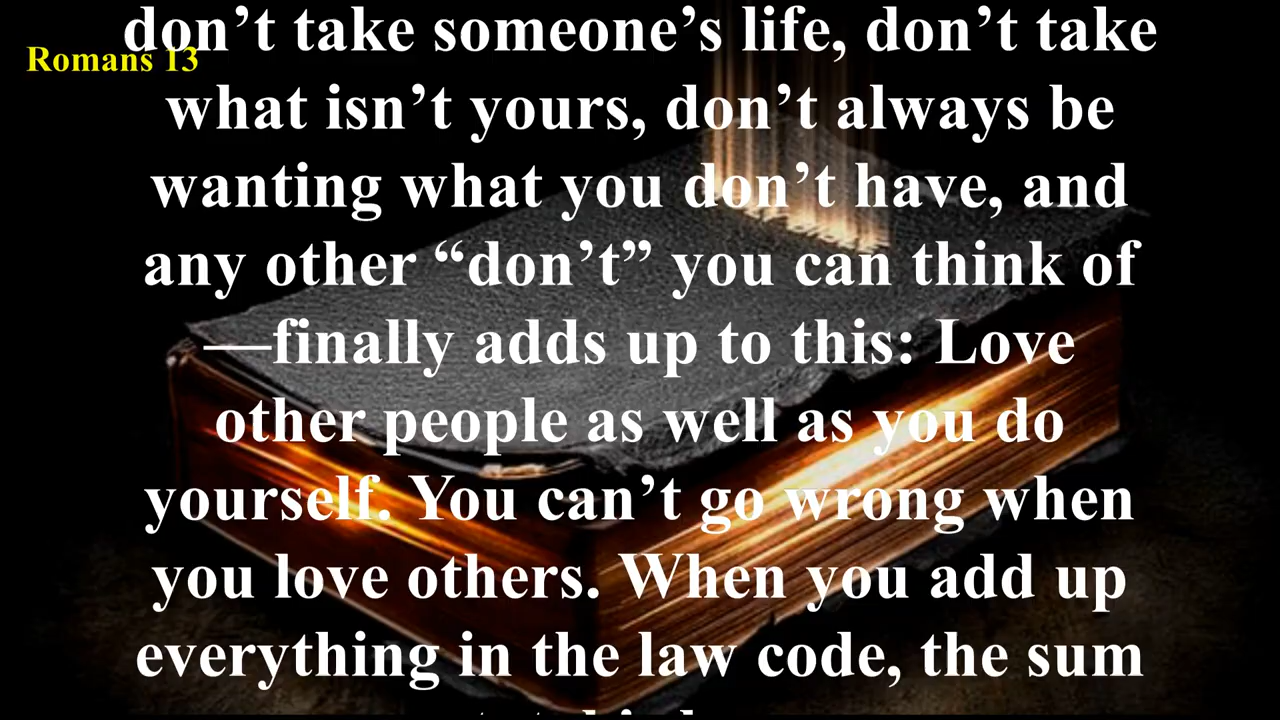 don’t take someone’s life, don’t take
Romans 13
what isn’t yours, don’t always be
wanting what you don’t have, and
any other “don’t” you can think of
—finally adds up to this: Love
other people as well as you do
yourself. You can’t go wrong when
you love others. When you add up
everything in the law code, the sum